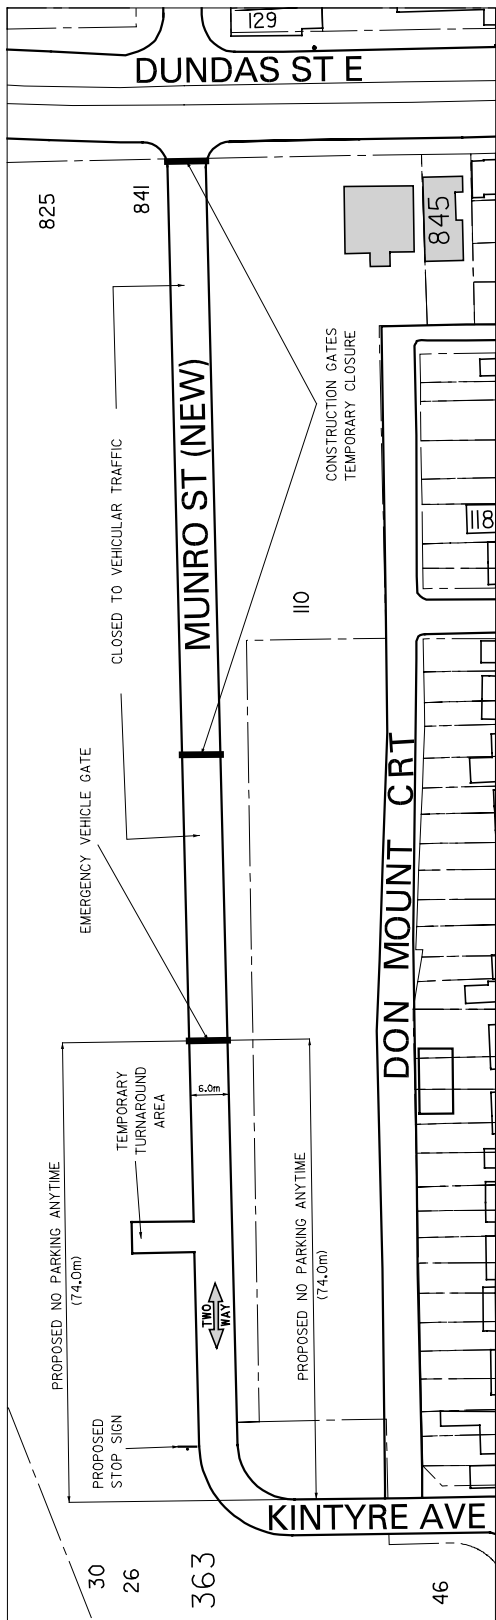 129
DUNDAS ST E
825
841
845
CONSTRUCTION GATES
TEMPORARY CLOSURE
MUNRO ST (NEW)
CLOSED TO VEHICULAR TRAFFIC
118
110
EMERGENCY VEHICLE GATE
DON MOUNT CRT
6.0m
TEMPORARY
TURNAROUND
AREA
PROPOSED NO PARKING ANYTIME
(74.0m)
PROPOSED NO PARKING ANYTIME
(74.0m)
TWO
WAY
PROPOSED
STOP SIGN
KINTYRE AVE
30
26
363
46